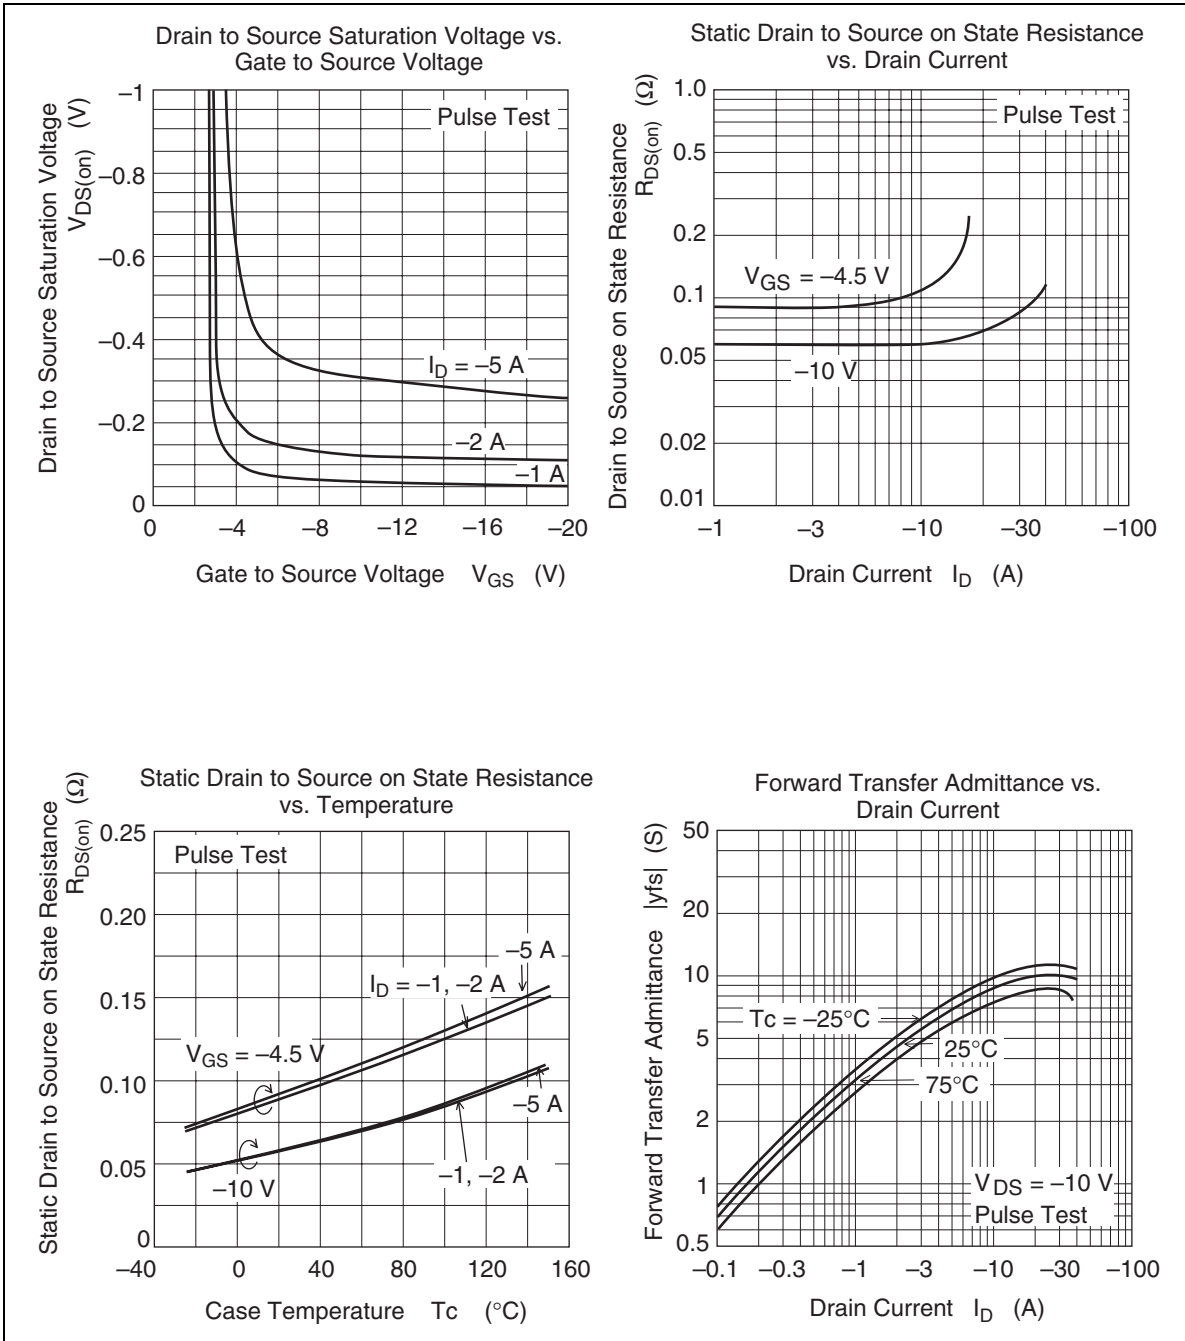 Drain to Source Saturation Voltage vs.
Gate to Source Voltage
Drain to Source Saturation Voltage
VDS(on) (V)
–1
–0.8
–0.6
–0.4
–0.2
0
Pulse Test
ID = –5 A
–2 A
–1 A
0
–4
–8
–12
–16
–20
Gate to Source Voltage VGS (V)
Static Drain to Source on State Resistance
vs. Drain Current
Drain to Source on State Resistance
RDS(on) (Ω)
1.0
0.5
0.2
0.1
0.05
0.02
0.01
Pulse Test
VGS = –4.5 V
–10 V
–1
–3
–10
–30
–100
Drain Current ID (A)
Static Drain to Source on State Resistance
vs. Temperature
Static Drain to Source on State Resistance
RDS(on) (Ω)
0.25
0.20
0.15
0.10
0.05
0
Pulse Test
–5 A
ID = –1, –2 A
VGS = –4.5 V
–5 A
–1, –2 A
–10 V
–40
0
40
80
120
160
Case Temperature Tc (°C)
Forward Transfer Admittance vs.
Drain Current
Forward Transfer Admittance |yfs| (S)
50
20
10
5
2
1
0.5
Tc = –25°C
25°C
75°C
VDS = –10 V
Pulse Test
–0.1
–0.3
–1
–3
–10
–30
–100
Drain Current ID (A)